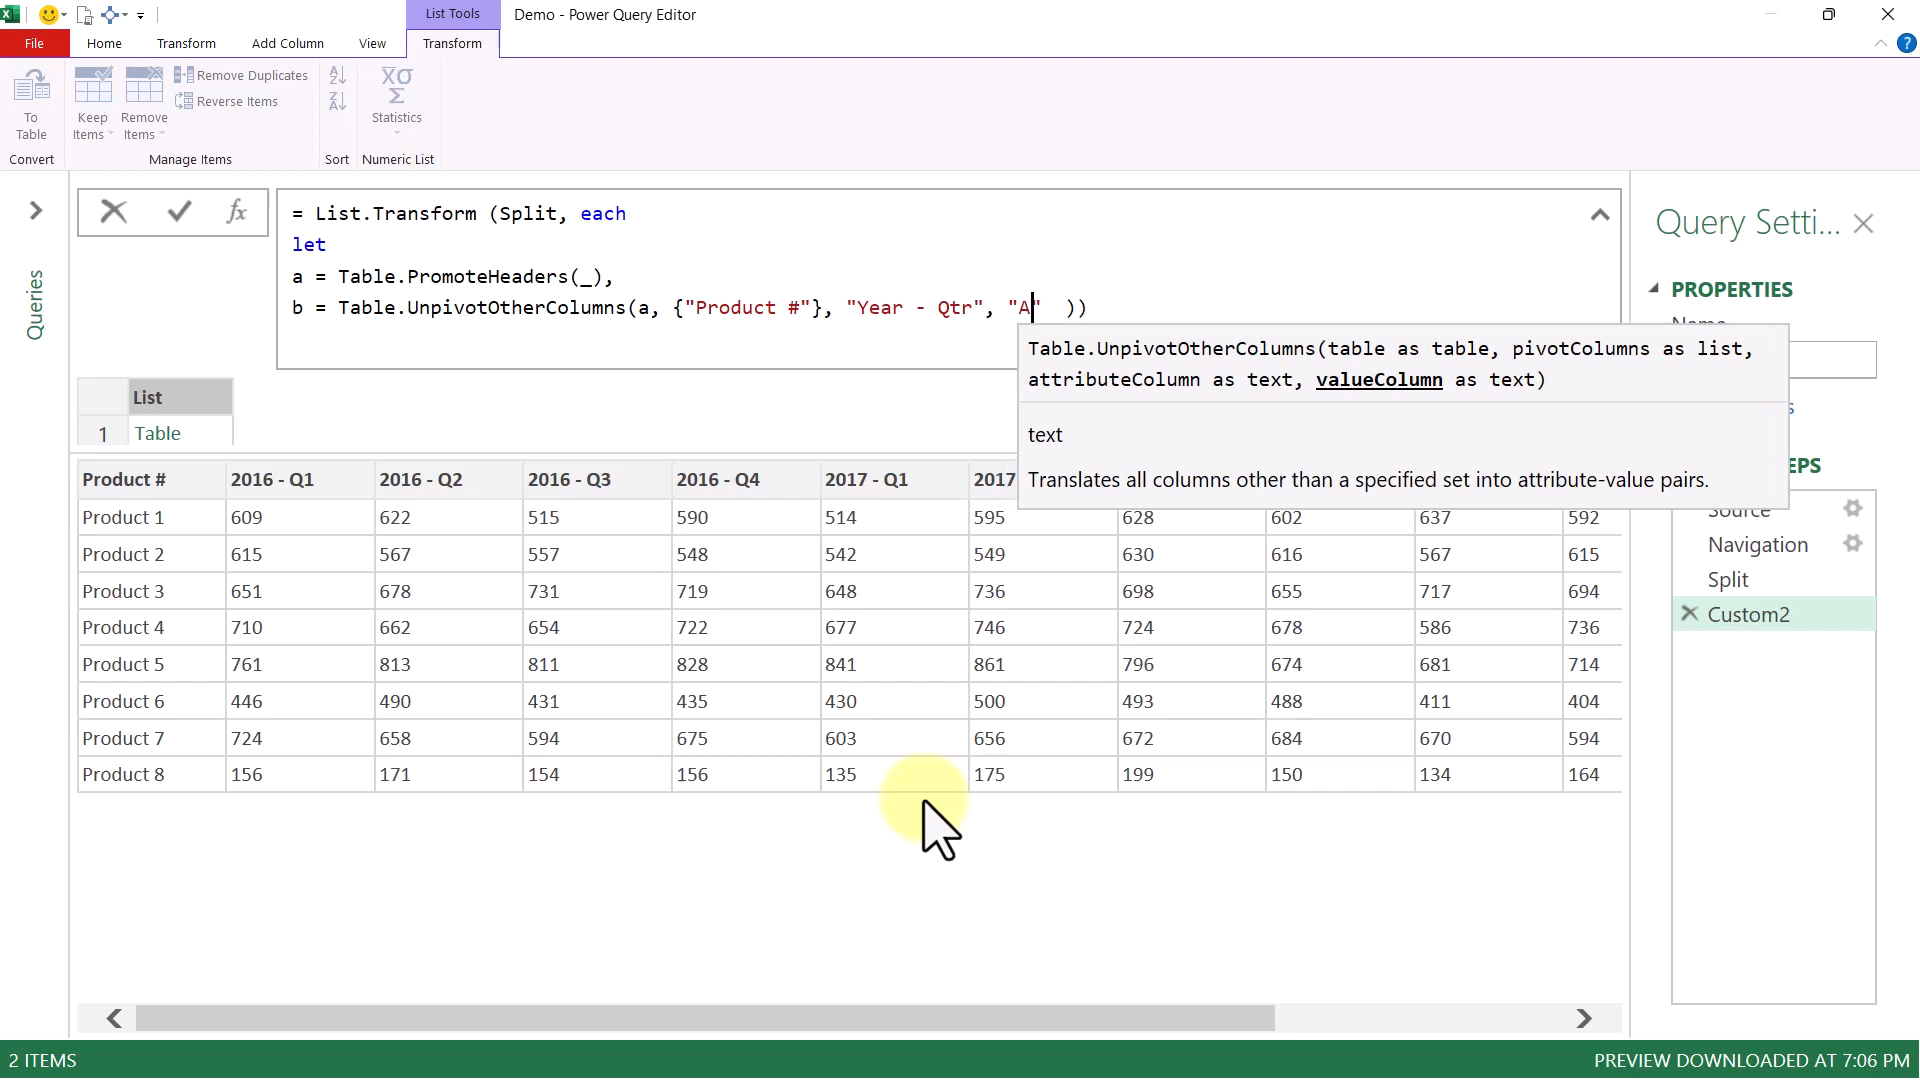 List Tools
Demo - Power Query Editor
File
Home
Transform
Add Column
View
Transform
?
To
Table
Keep
Items
Remove
Items
Remove Duplicates
Reverse Items
Statistics
Convert
Manage Items
Sort
Numeric List
Queries
fx
= List.Transform (Split, each
let
a = Table.PromoteHeaders(_),
b = Table.UnpivotOtherColumns(a, {"Product #"}, "Year - Qtr", "A" ))
Table.UnpivotOtherColumns(table as table, pivotColumns as list,
attributeColumn as text, valueColumn as text)
text
Translates all columns other than a specified set into attribute-value pairs.
List
1 Table
Product # 2016 - Q1 2016 - Q2 2016 - Q3 2016 - Q4 2017 - Q1 2017
Product 1 609 622 515 590 514 595 628 602 637 592
Product 2 615 567 557 548 542 549 630 616 567 615
Product 3 651 678 731 719 648 736 698 655 717 694
Product 4 710 662 654 722 677 746 724 678 586 736
Product 5 761 813 811 828 841 861 796 674 681 714
Product 6 446 490 431 435 430 500 493 488 411 404
Product 7 724 658 594 675 603 656 672 684 670 594
Product 8 156 171 154 156 135 175 199 150 134 164
Query Setti...
PROPERTIES
Name
EPS
Source
Navigation
Split
Custom2
2 ITEMS
PREVIEW DOWNLOADED AT 7:06 PM